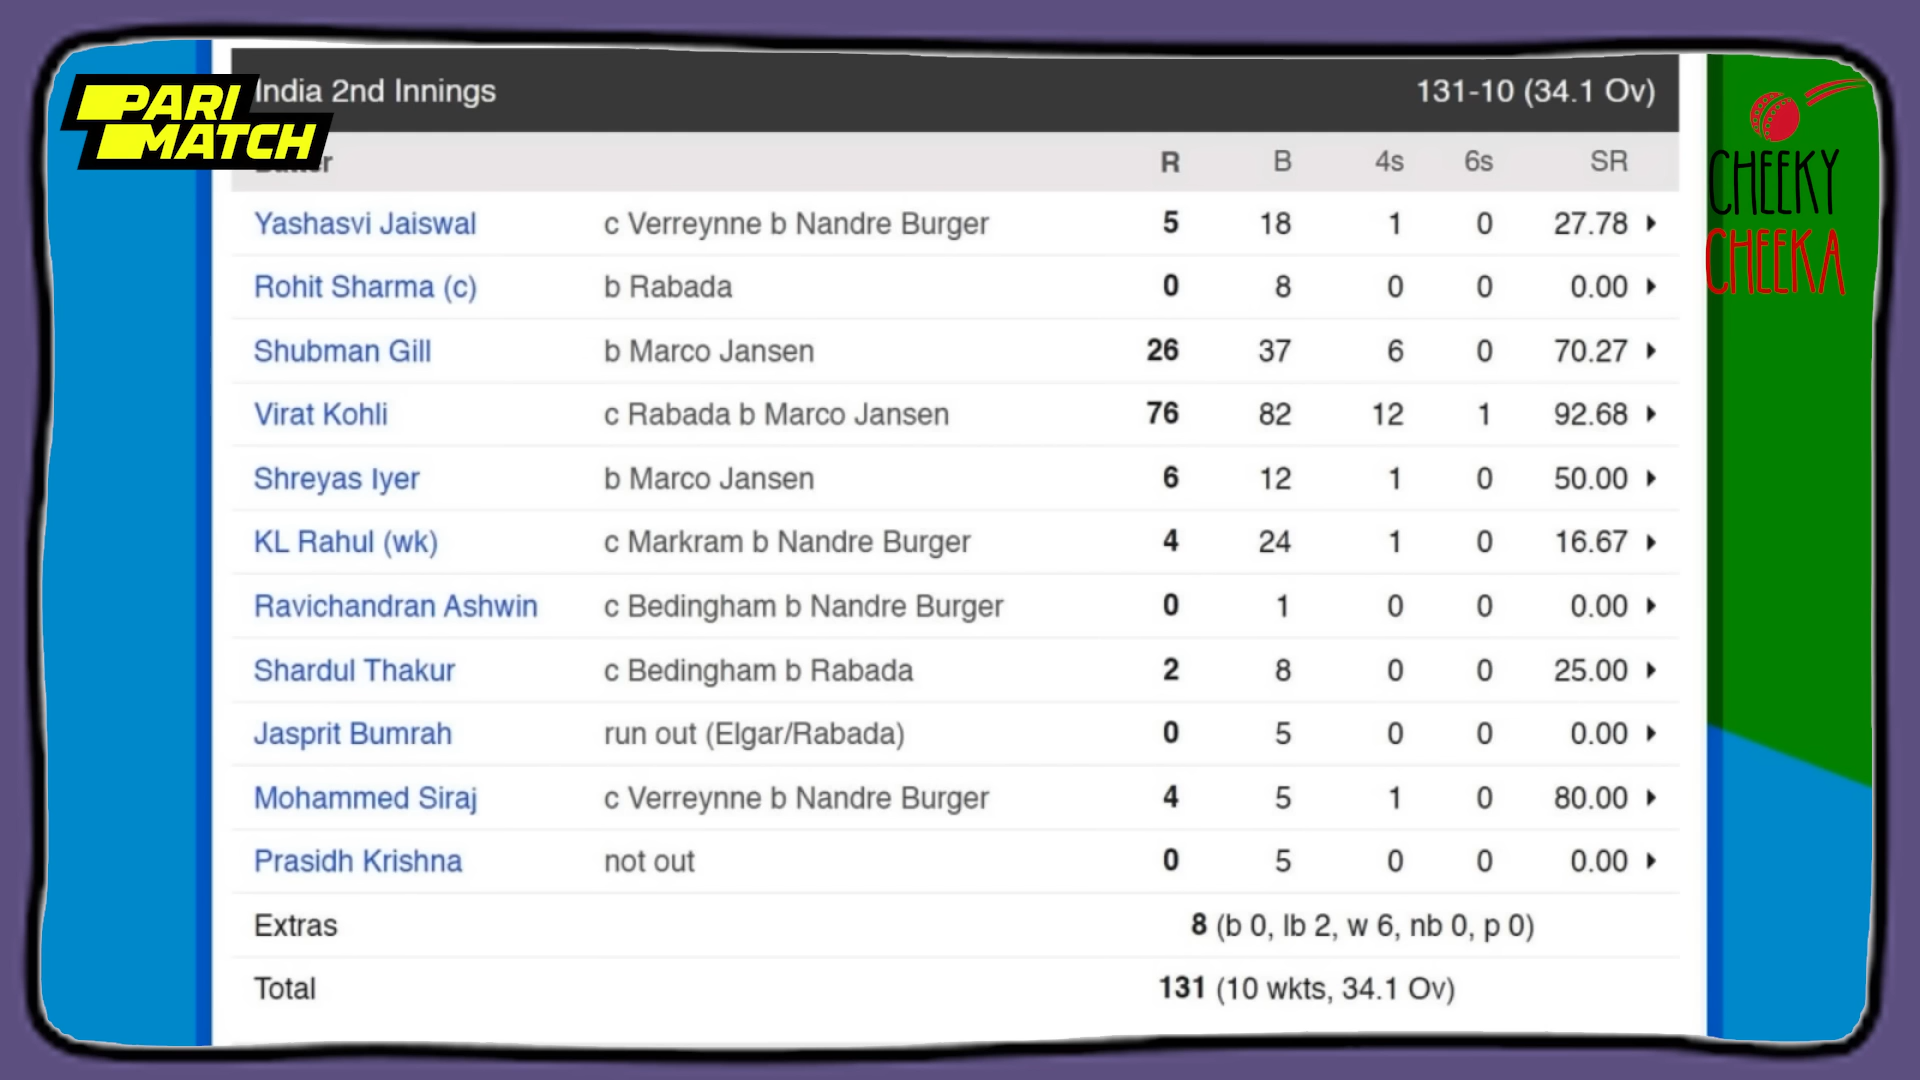 PARI
MATCH
India 2nd Innings 131-10 (34.1 Ov)
R B 4s 6s SR
Yashasvi Jaiswal c Verreynne b Nandre Burger 5 18 1 0 27.78
Rohit Sharma (c) b Rabada 0 8 0 0 0.00
Shubman Gill b Marco Jansen 26 37 6 0 70.27
Virat Kohli c Rabada b Marco Jansen 76 82 12 1 92.68
Shreyas Iyer b Marco Jansen 6 12 1 0 50.00
KL Rahul (wk) c Markram b Nandre Burger 4 24 1 0 16.67
Ravichandran Ashwin c Bedingham b Nandre Burger 0 1 0 0 0.00
Shardul Thakur c Bedingham b Rabada 2 8 0 0 25.00
Jasprit Bumrah run out (Elgar/Rabada) 0 5 0 0 0.00
Mohammed Siraj c Verreynne b Nandre Burger 4 5 1 0 80.00
Prasidh Krishna not out 0 5 0 0 0.00
Extras 8 (b 0, lb 2, w 6, nb 0, p 0)
Total 131 (10 wkts, 34.1 Ov)
CHEEKY
CHEEKA